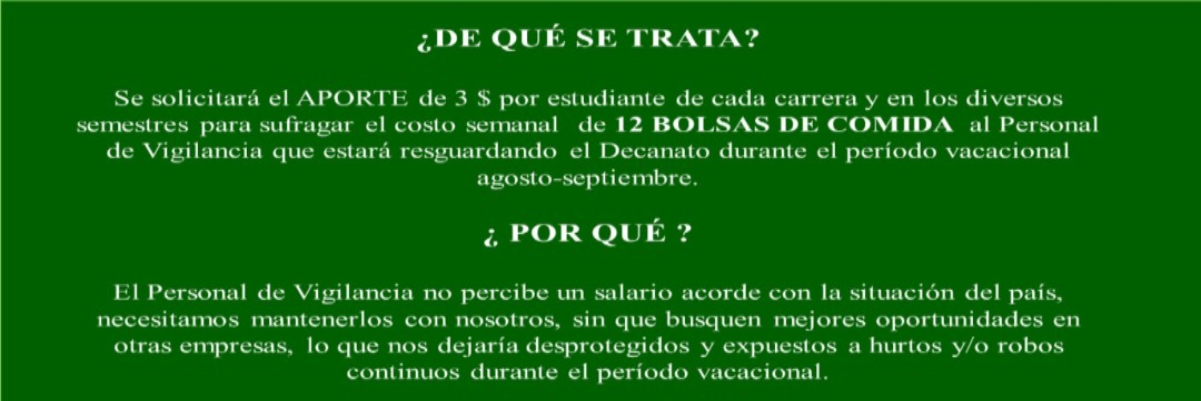 ¿DE QUÉ SE TRATA?
Se solicitará el APORTE de 3 $ por estudiante de cada carrera y en los diversos
semestres para sufragar el costo semanal de 12 BOLSAS DE COMIDA al Personal
de Vigilancia que estará resguardando el Decanato durante el período vacacional
agosto-septiembre.
¿ POR QUÉ ?
El Personal de Vigilancia no percibe un salario acorde con la situación del país,
necesitamos mantenerlos con nosotros, sin que busquen mejores oportunidades en
otras empresas, lo que nos dejaría desprotegidos y expuestos a hurtos y/o robos
continuos durante el período vacacional.